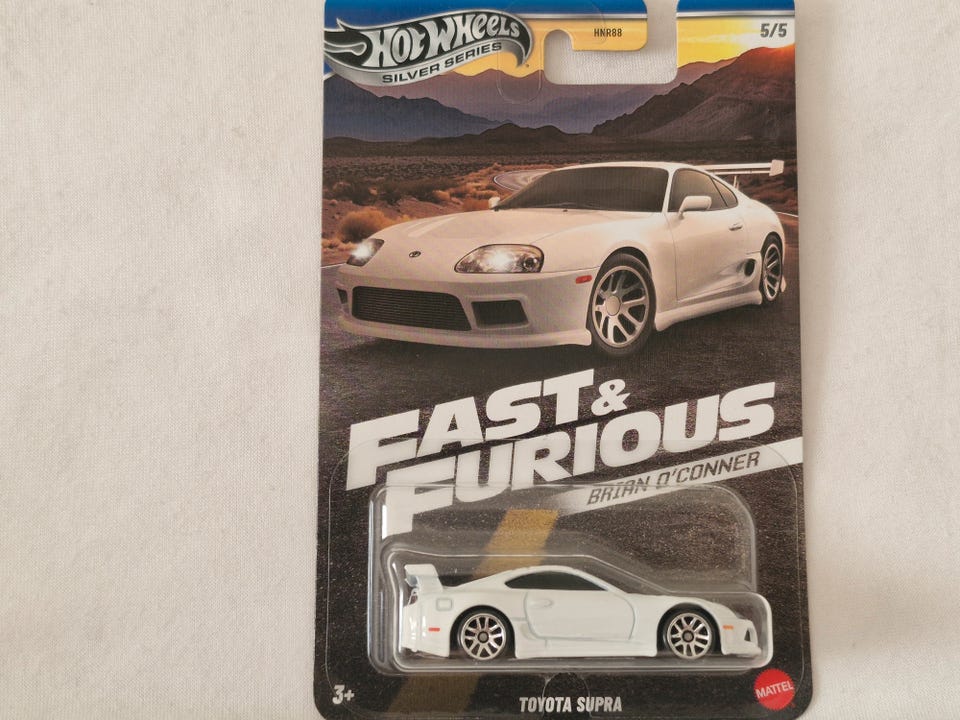 HOT WHEELS
SILVER SERIES
HNR88
5/5
FAST &
FURIOUS
BRIAN O'CONNER
3+
TOYOTA SUPRA
MATTEL